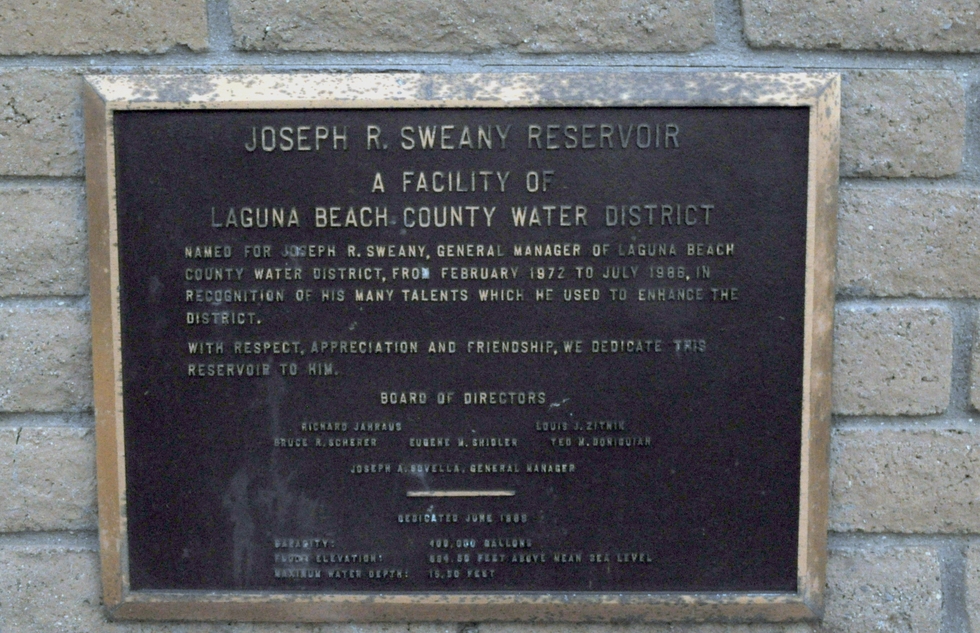 JOSEPH R. SWEANY RESERVOIR
A FACILITY OF
LAGUNA BEACH COUNTY WATER DISTRICT
NAMED FOR JOSEPH R. SWEANY, GENERAL MANAGER OF LAGUNA BEACH
COUNTY WATER DISTRICT, FROM FEBRUARY 1972 TO JULY 1986, IN
RECOGNITION OF HIS MANY TALENTS WHICH HE USED TO ENHANCE THE
DISTRICT.
WITH RESPECT, APPRECIATION AND FRIENDSHIP, WE DEDICATE THIS
RESERVOIR TO HIM.
BOARD OF DIRECTORS
RICHARD JAHRAUS LOUIS J. ZITNIK
BRUCE R. SCHERER EUGENE M. SHIDLER TED M.
JOSEPH A. SOVELLA, GENERAL MANAGER
DEDICATED JUNE
CAPACITY: GALLONS
ELEVATION: FEET ABOVE MEAN SEA LEVEL
MAXIMUM WATER DEPTH: FEET